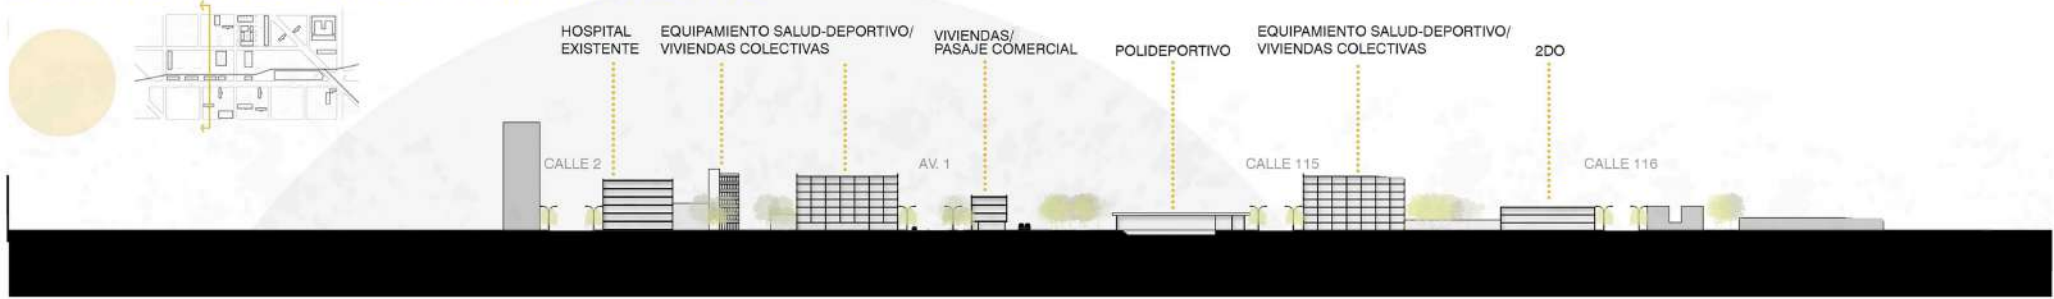 HOSPITAL
EXISTENTE
EQUIPAMIENTO SALUD-DEPORTIVO/
VIVIENDAS COLECTIVAS
VIVIENDAS/
PASAJE COMERCIAL
POLIDEPORTIVO
EQUIPAMIENTO SALUD-DEPORTIVO/
VIVIENDAS COLECTIVAS
2DO
CALLE 2
AV. 1
CALLE 115
CALLE 116